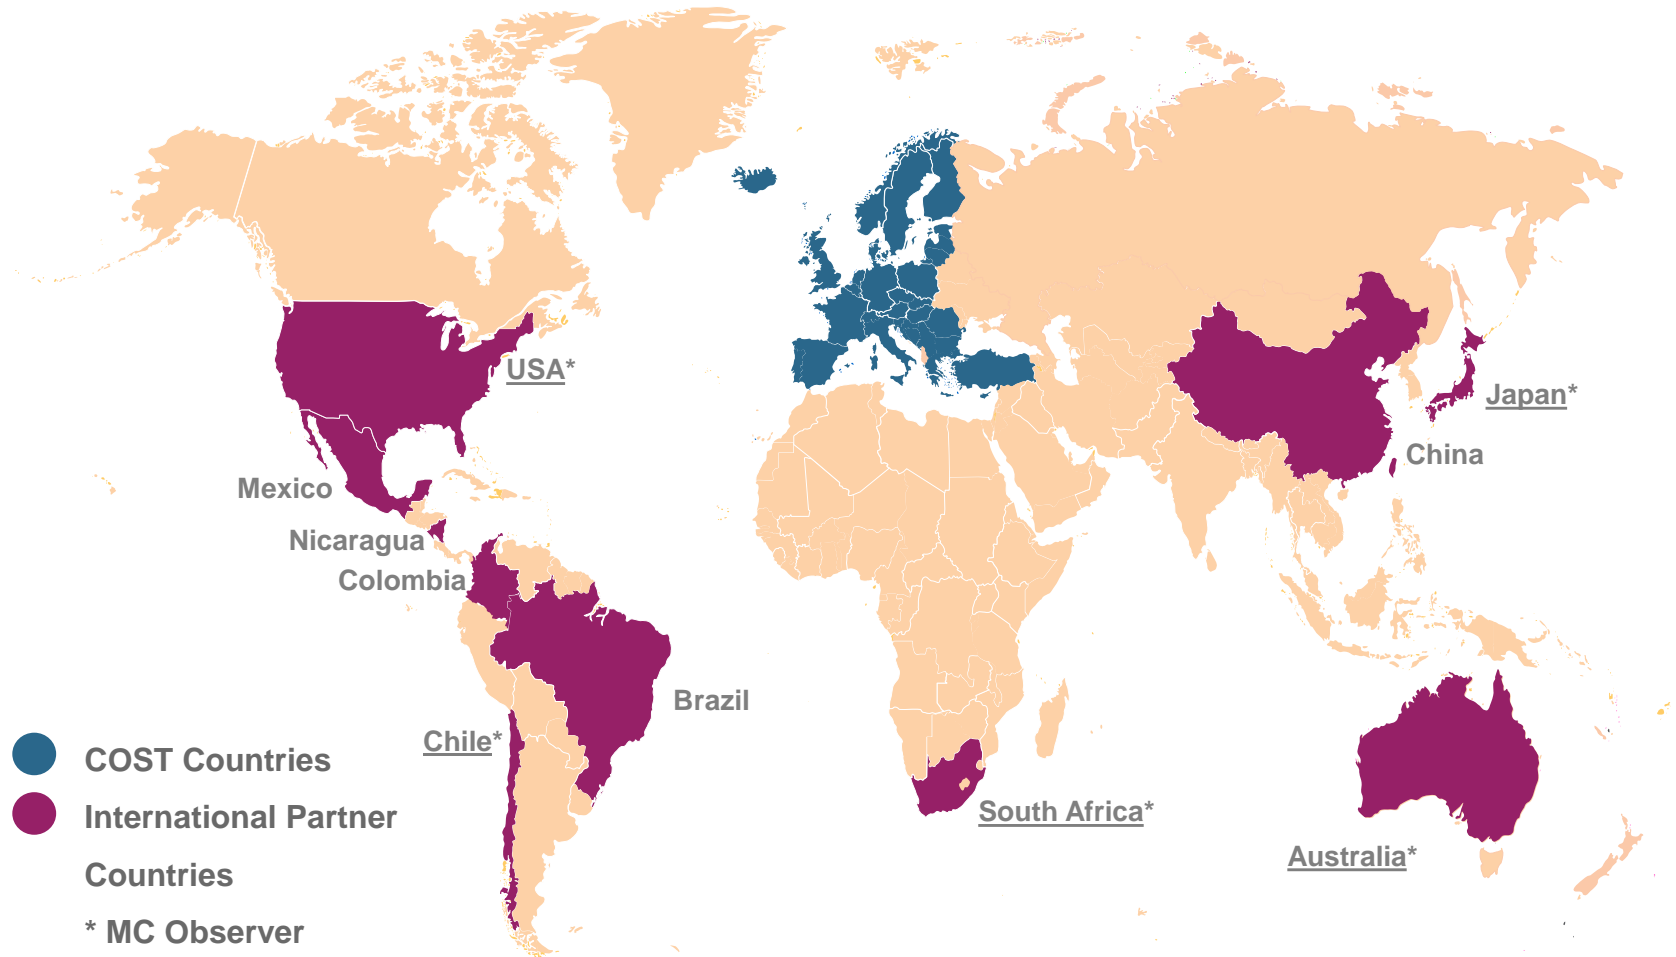 USA*
Japan*
China
Mexico
Nicaragua
Colombia
Brazil
Chile*
South Africa*
Australia*
COST Countries
International Partner
Countries
* MC Observer